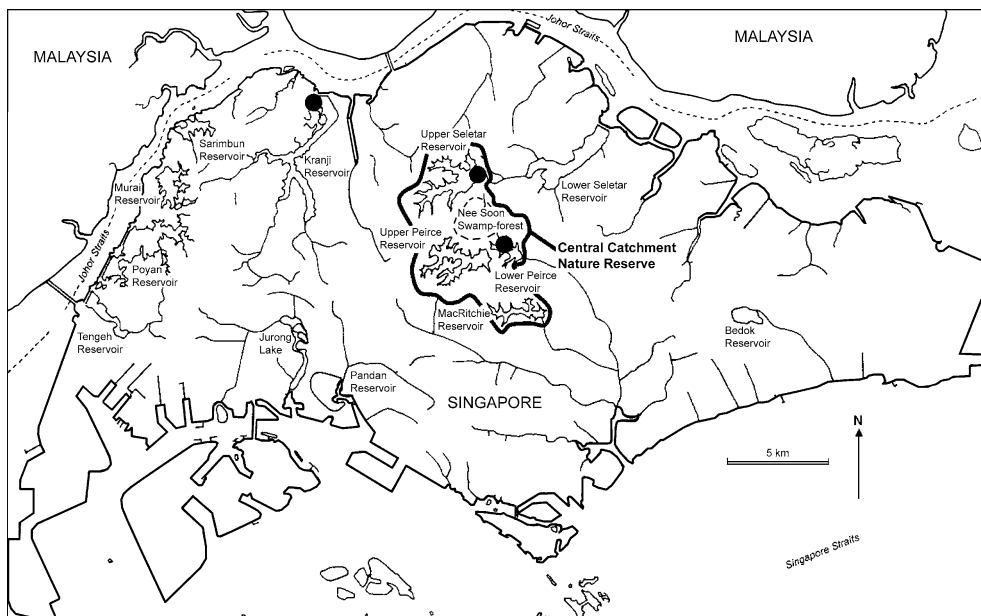 MALAYSIA
Johor Straits
MALAYSIA
Upper Seletar
Reservoir
Sarimbun
Reservoir
Kranji
Reservoir
Murai
Reservoir
Lower Seletar
Reservoir
Nee Soon
Swamp-forest
Upper Peirce
Reservoir
Johor Straits
Central Catchment
Nature Reserve
Poyan
Reservoir
Lower Peirce
Reservoir
MacRitchie
Reservoir
Tengeh
Reservoir
Jurong
Lake
Bedok
Reservoir
Pandan
Reservoir
SINGAPORE
N
5 km
Singapore Straits